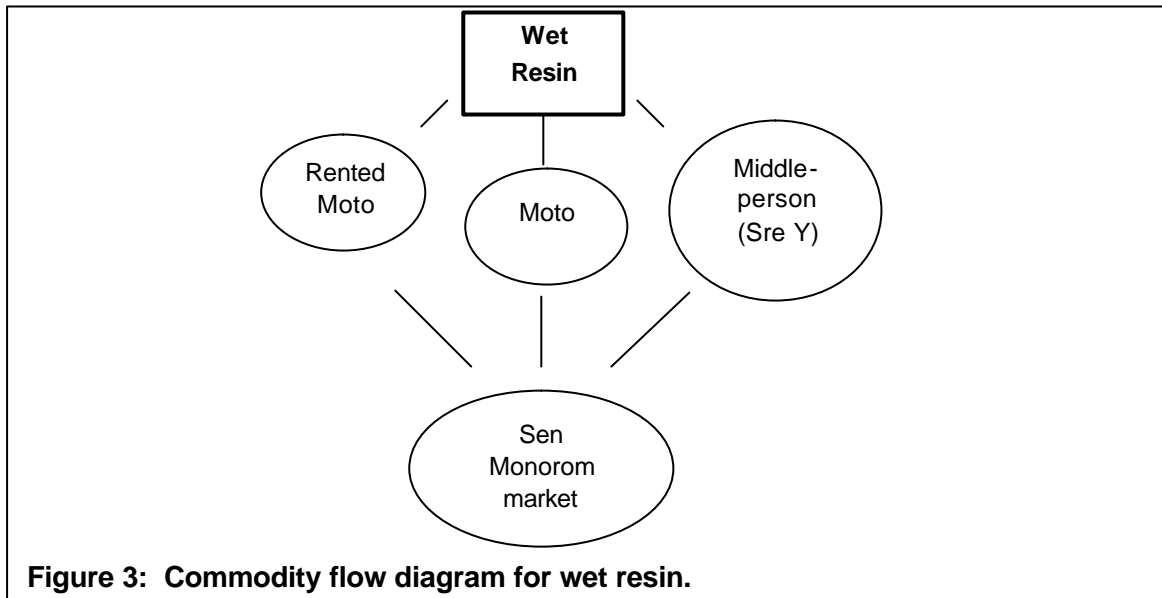 Wet
Resin
Rented
Moto
Moto
Middle-
person
(Sre Y)
Sen
Monorom
market
Figure 3: Commodity flow diagram for wet resin.